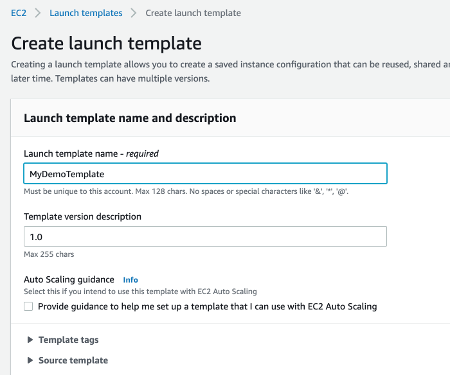 EC2 > Launch templates > Create launch template
Create launch template
Creating a launch template allows you to create a saved instance configuration that can be reused, shared a
later time. Templates can have multiple versions.
Launch template name and description
Launch template name - required
MyDemoTemplate
Must be unique to this account. Max 128 chars. No spaces or special characters like '&', '*', '@'.
Template version description
1.0
Max 255 chars
Auto Scaling guidance Info
Select this if you intend to use this template with EC2 Auto Scaling
Provide guidance to help me set up a template that I can use with EC2 Auto Scaling
Template tags
Source template